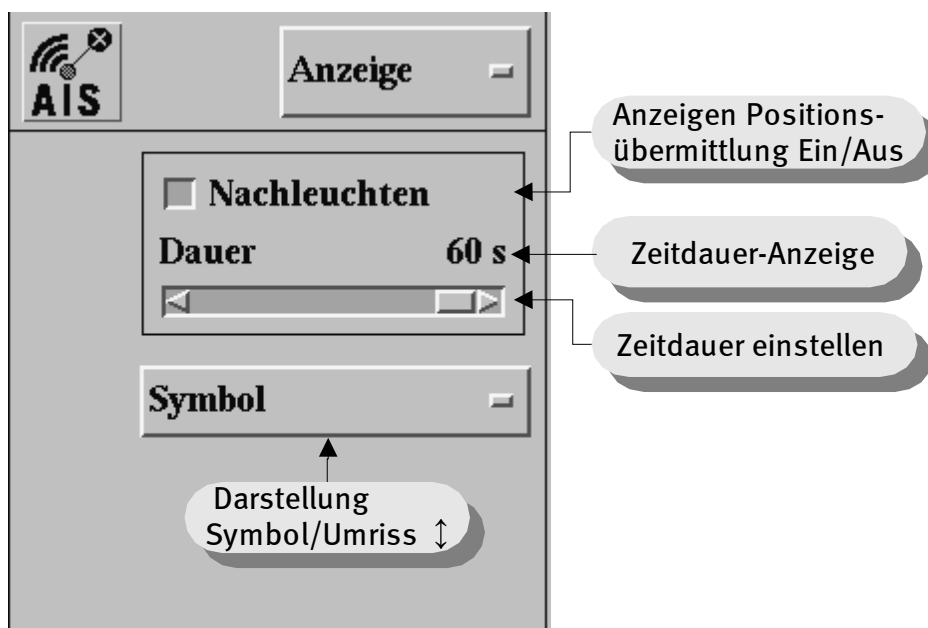 AIS
Anzeige
Anzeigen Positions-
übermittlung Ein/Aus
Nachleuchten
Dauer 60 s
Zeitdauer-Anzeige
Zeitdauer einstellen
Symbol
Darstellung
Symbol/Umriss ↕